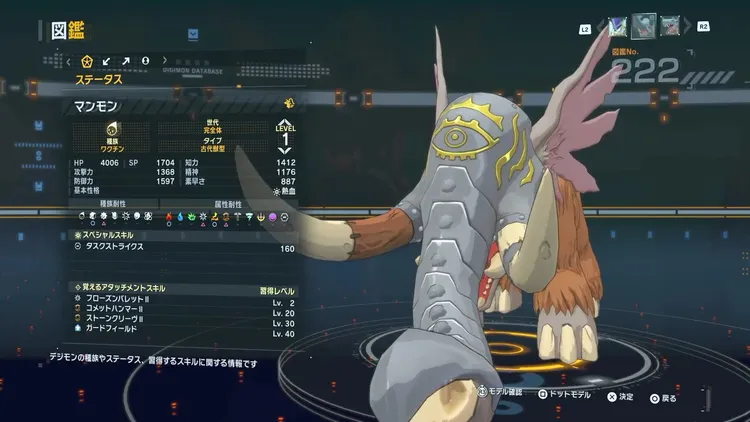 図鑑
L2
R2
DIGIMON DATABASE
図鑑No.
222
ステータス
マンモン
種族
ワクチン
世代
完全体
タイプ
古代獣型
LEVEL
1
HP 4006 SP 1704 知力 1412
攻撃力 1368 精神 1176
防御力 1597 素早さ 887
基本性格 熱血
種族耐性 属性耐性
スペシャルスキル
タスクストライクス 160
覚えるアタッチメントスキル 習得レベル
フローズンバレットⅡ Lv. 2
コメットハンマーⅡ Lv. 20
ストーンクリーヴⅡ Lv. 30
ガードフィールド Lv. 40
デジモンの種族やステータス、習得するスキルに関する情報です
R3 モデル確認 ドットモデル 決定 戻る